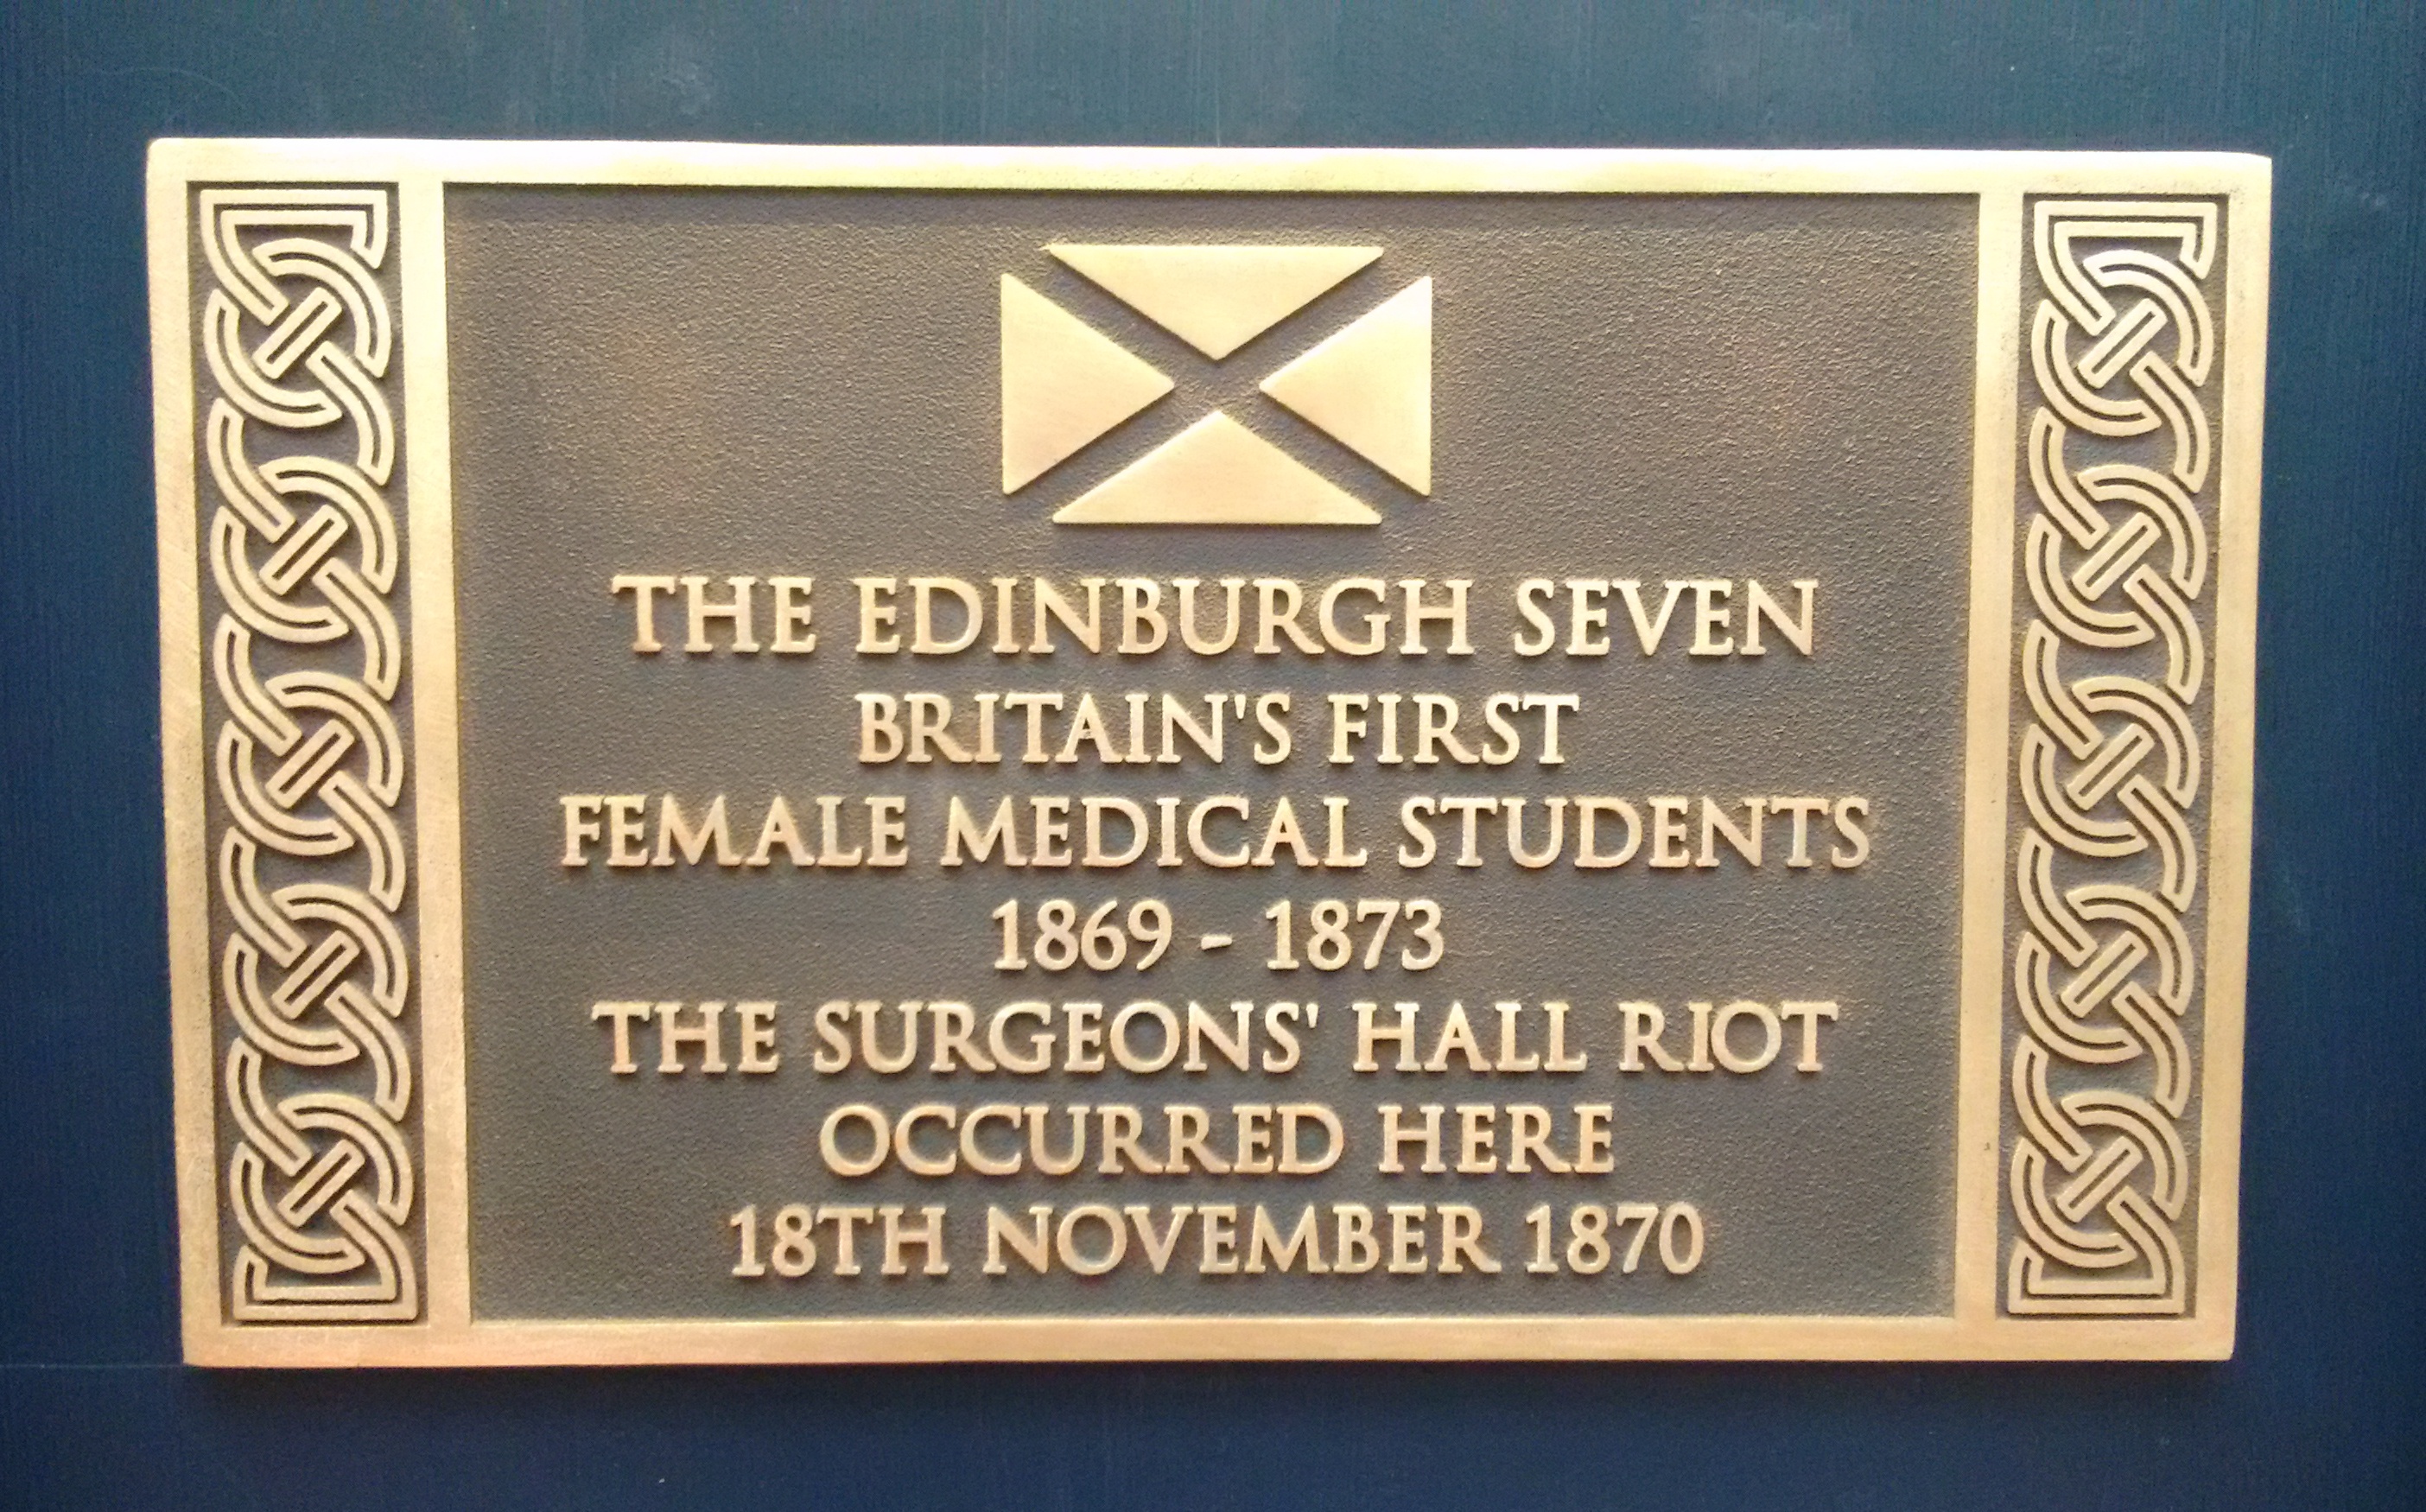 THE EDINBURGH SEVEN
BRITAIN'S FIRST
FEMALE MEDICAL STUDENTS
1869 - 1873
THE SURGEONS' HALL RIOT
OCCURRED HERE
18TH NOVEMBER 1870